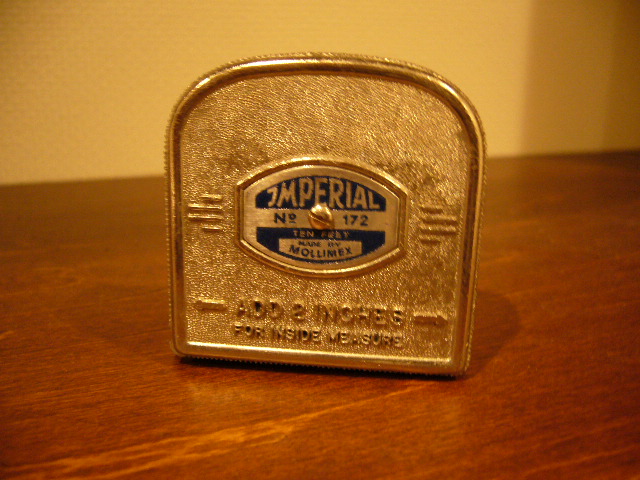 IMPERIAL
Nº 172
TEN FEET
MADE BY
MOLLIMEX
ADD 2 INCHES
FOR INSIDE MEASURE